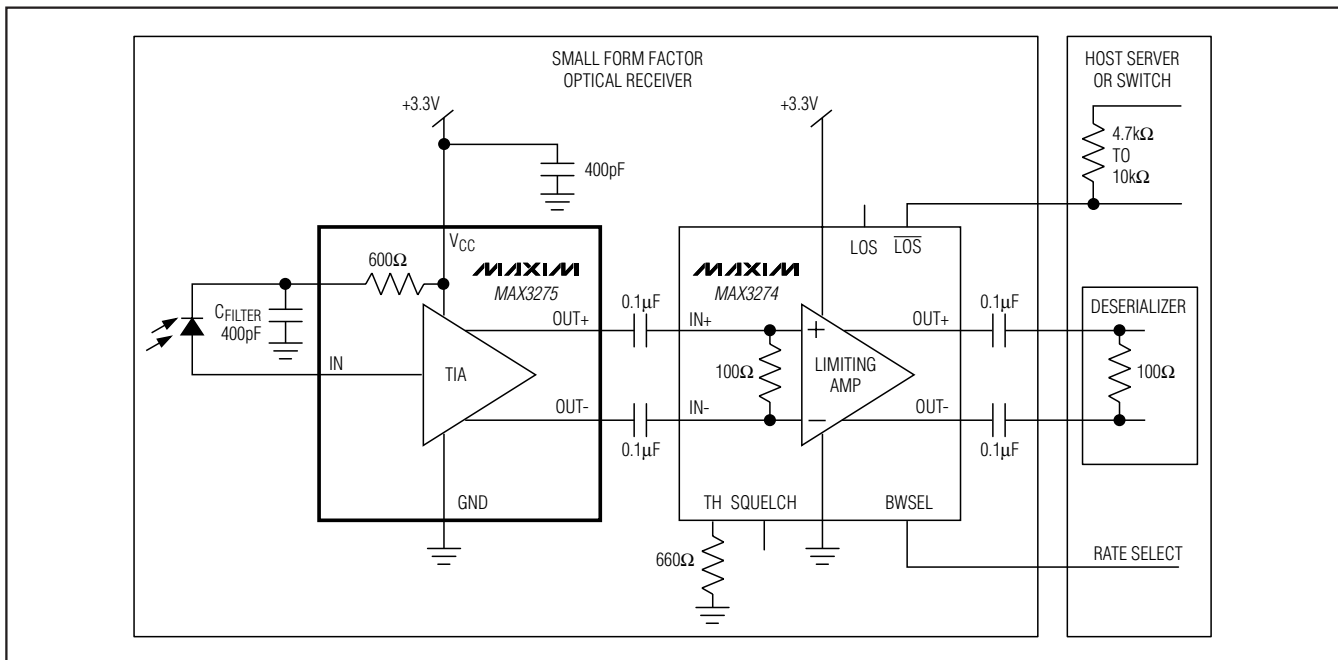 SMALL FORM FACTOR
OPTICAL RECEIVER
HOST SERVER
OR SWITCH
+3.3V
+3.3V
4.7kΩ
TO
10kΩ
400pF
VCC
LOS
LOS
600Ω
MAXIM
MAX3275
MAXIM
MAX3274
CFILTER
400pF
0.1µF
0.1µF
DESERIALIZER
OUT+
IN+
OUT+
+
IN
TIA
100Ω
LIMITING
AMP
100Ω
OUT-
IN-
OUT-
−
0.1µF
0.1µF
GND
TH SQUELCH
BWSEL
660Ω
RATE SELECT